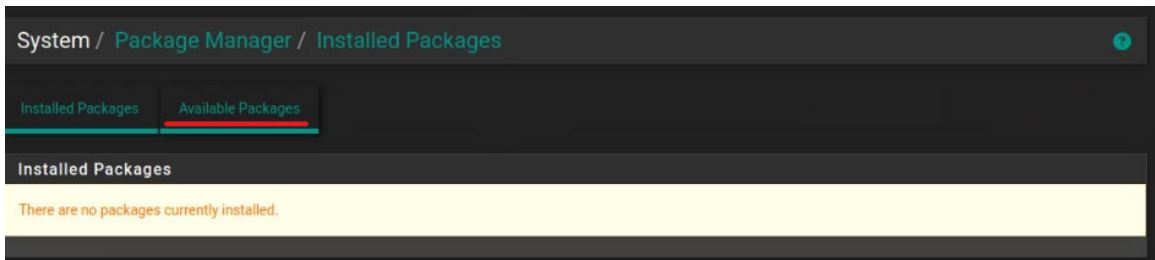 System / Package Manager / Installed Packages ?
Installed Packages Available Packages
Installed Packages
There are no packages currently installed.